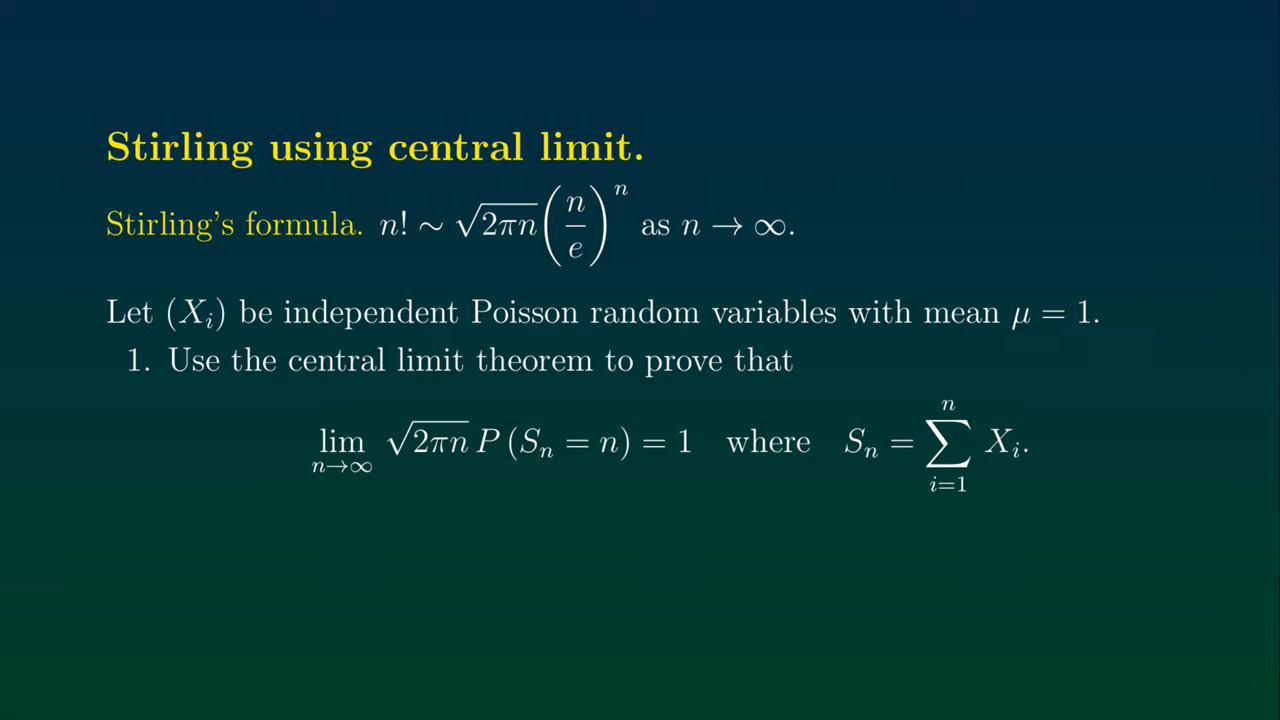 Stirling using central limit.
Stirling's formula. n! ∼ √(2πn) (n/e)^n as n → ∞.
Let (X_i) be independent Poisson random variables with mean μ = 1.
1. Use the central limit theorem to prove that
lim_{n→∞} √(2πn) P (S_n = n) = 1 where S_n = ∑_{i=1}^{n} X_i.